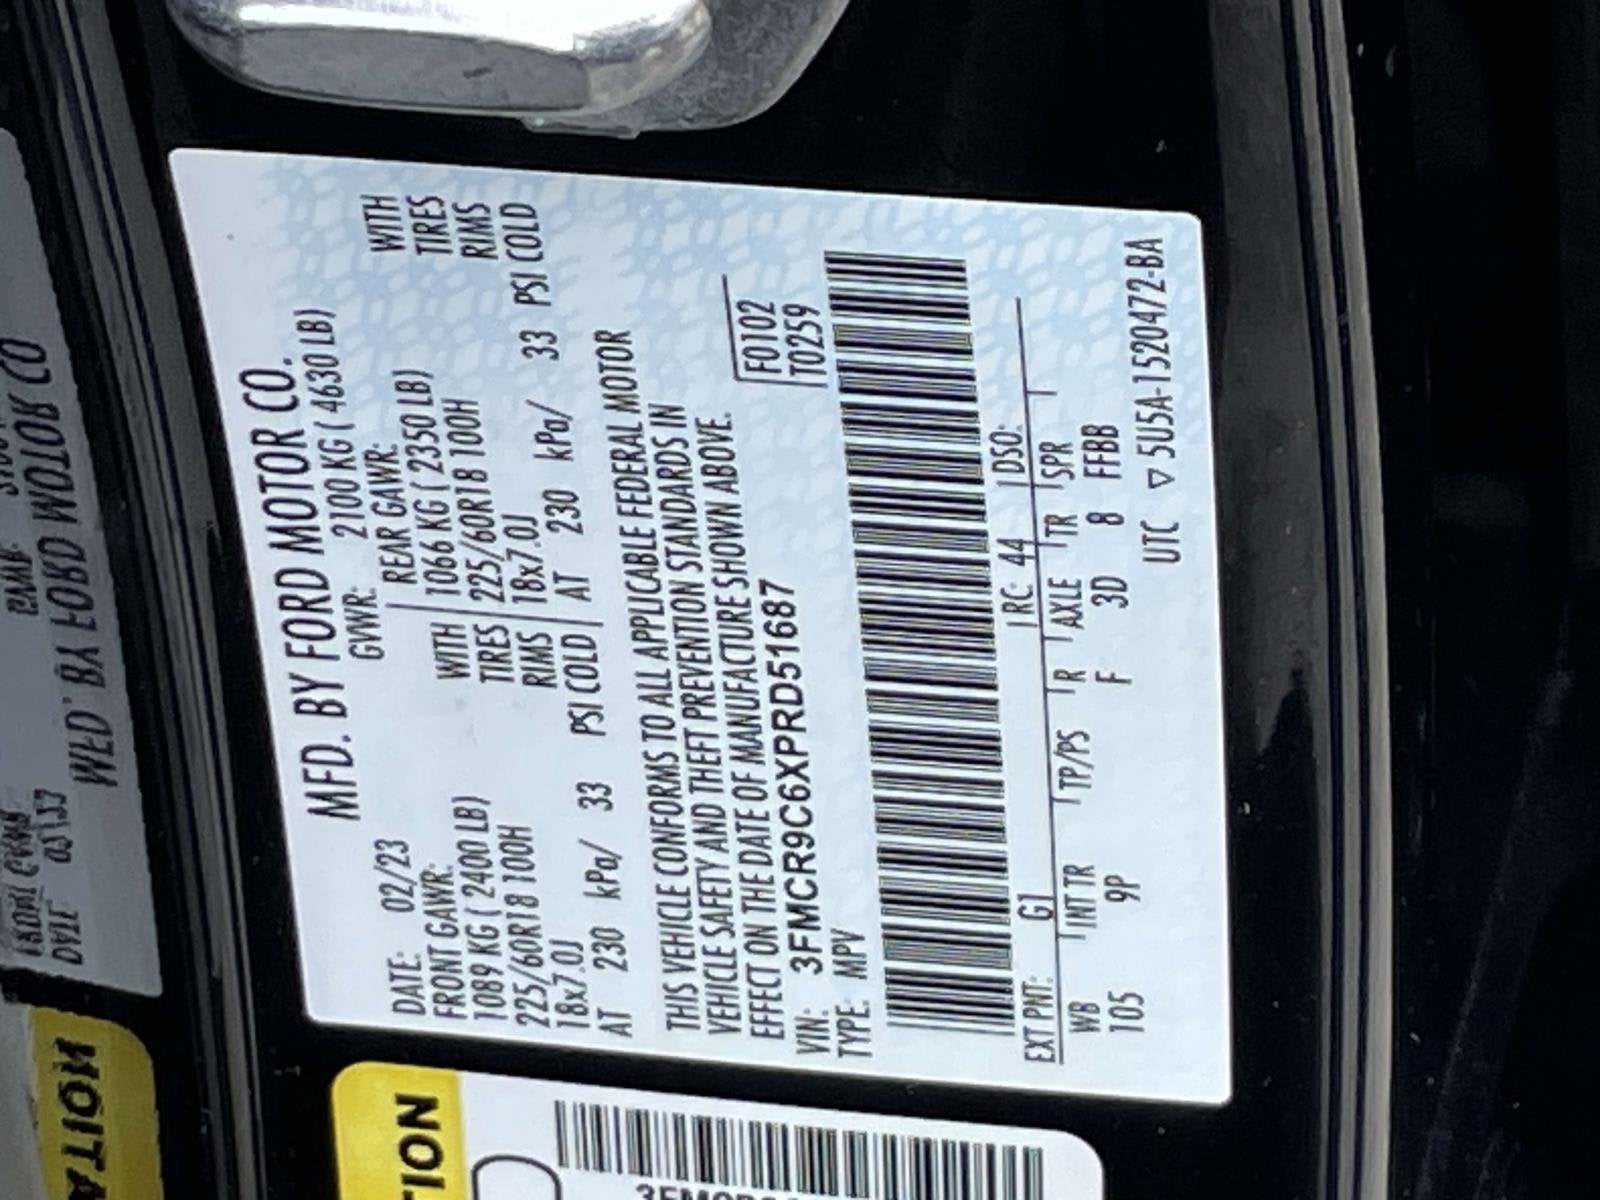 MFD. BY FORD MOTOR CO.
DATE: 02/23 GVWR: 2100 KG ( 4630 LB)
FRONT GAWR: REAR GAWR:
1089 KG ( 2400 LB) WITH 1066 KG ( 2350 LB) WITH
225/60R18 100H TIRES 225/60R18 100H TIRES
18x7.0J RIMS 18x7.0J RIMS
AT 230 kPa/ 33 PSI COLD AT 230 kPa/ 33 PSI COLD
THIS VEHICLE CONFORMS TO ALL APPLICABLE FEDERAL MOTOR
VEHICLE SAFETY AND THEFT PREVENTION STANDARDS IN
EFFECT ON THE DATE OF MANUFACTURE SHOWN ABOVE.
VIN: 3FMCR9C6XPRD51687 F0102
TYPE: MPV T0259
EXT PNT: G1 RC: 44 DSO:
WB INT TR TP/PS R AXLE TR SPR
105 9P F 3D 8 FFBB
UTC ▽ 5U5A-1520472-BA
TION